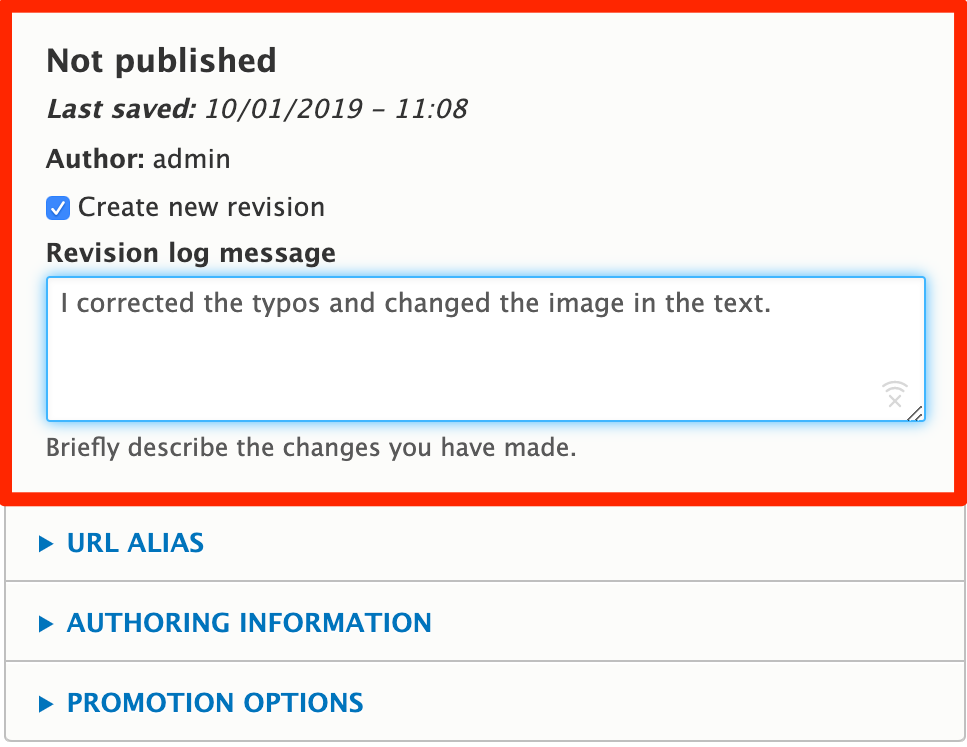 Not published
Last saved: 10/01/2019 – 11:08
Author: admin
Create new revision
Revision log message
I corrected the typos and changed the image in the text.
Briefly describe the changes you have made.
URL ALIAS
AUTHORING INFORMATION
PROMOTION OPTIONS